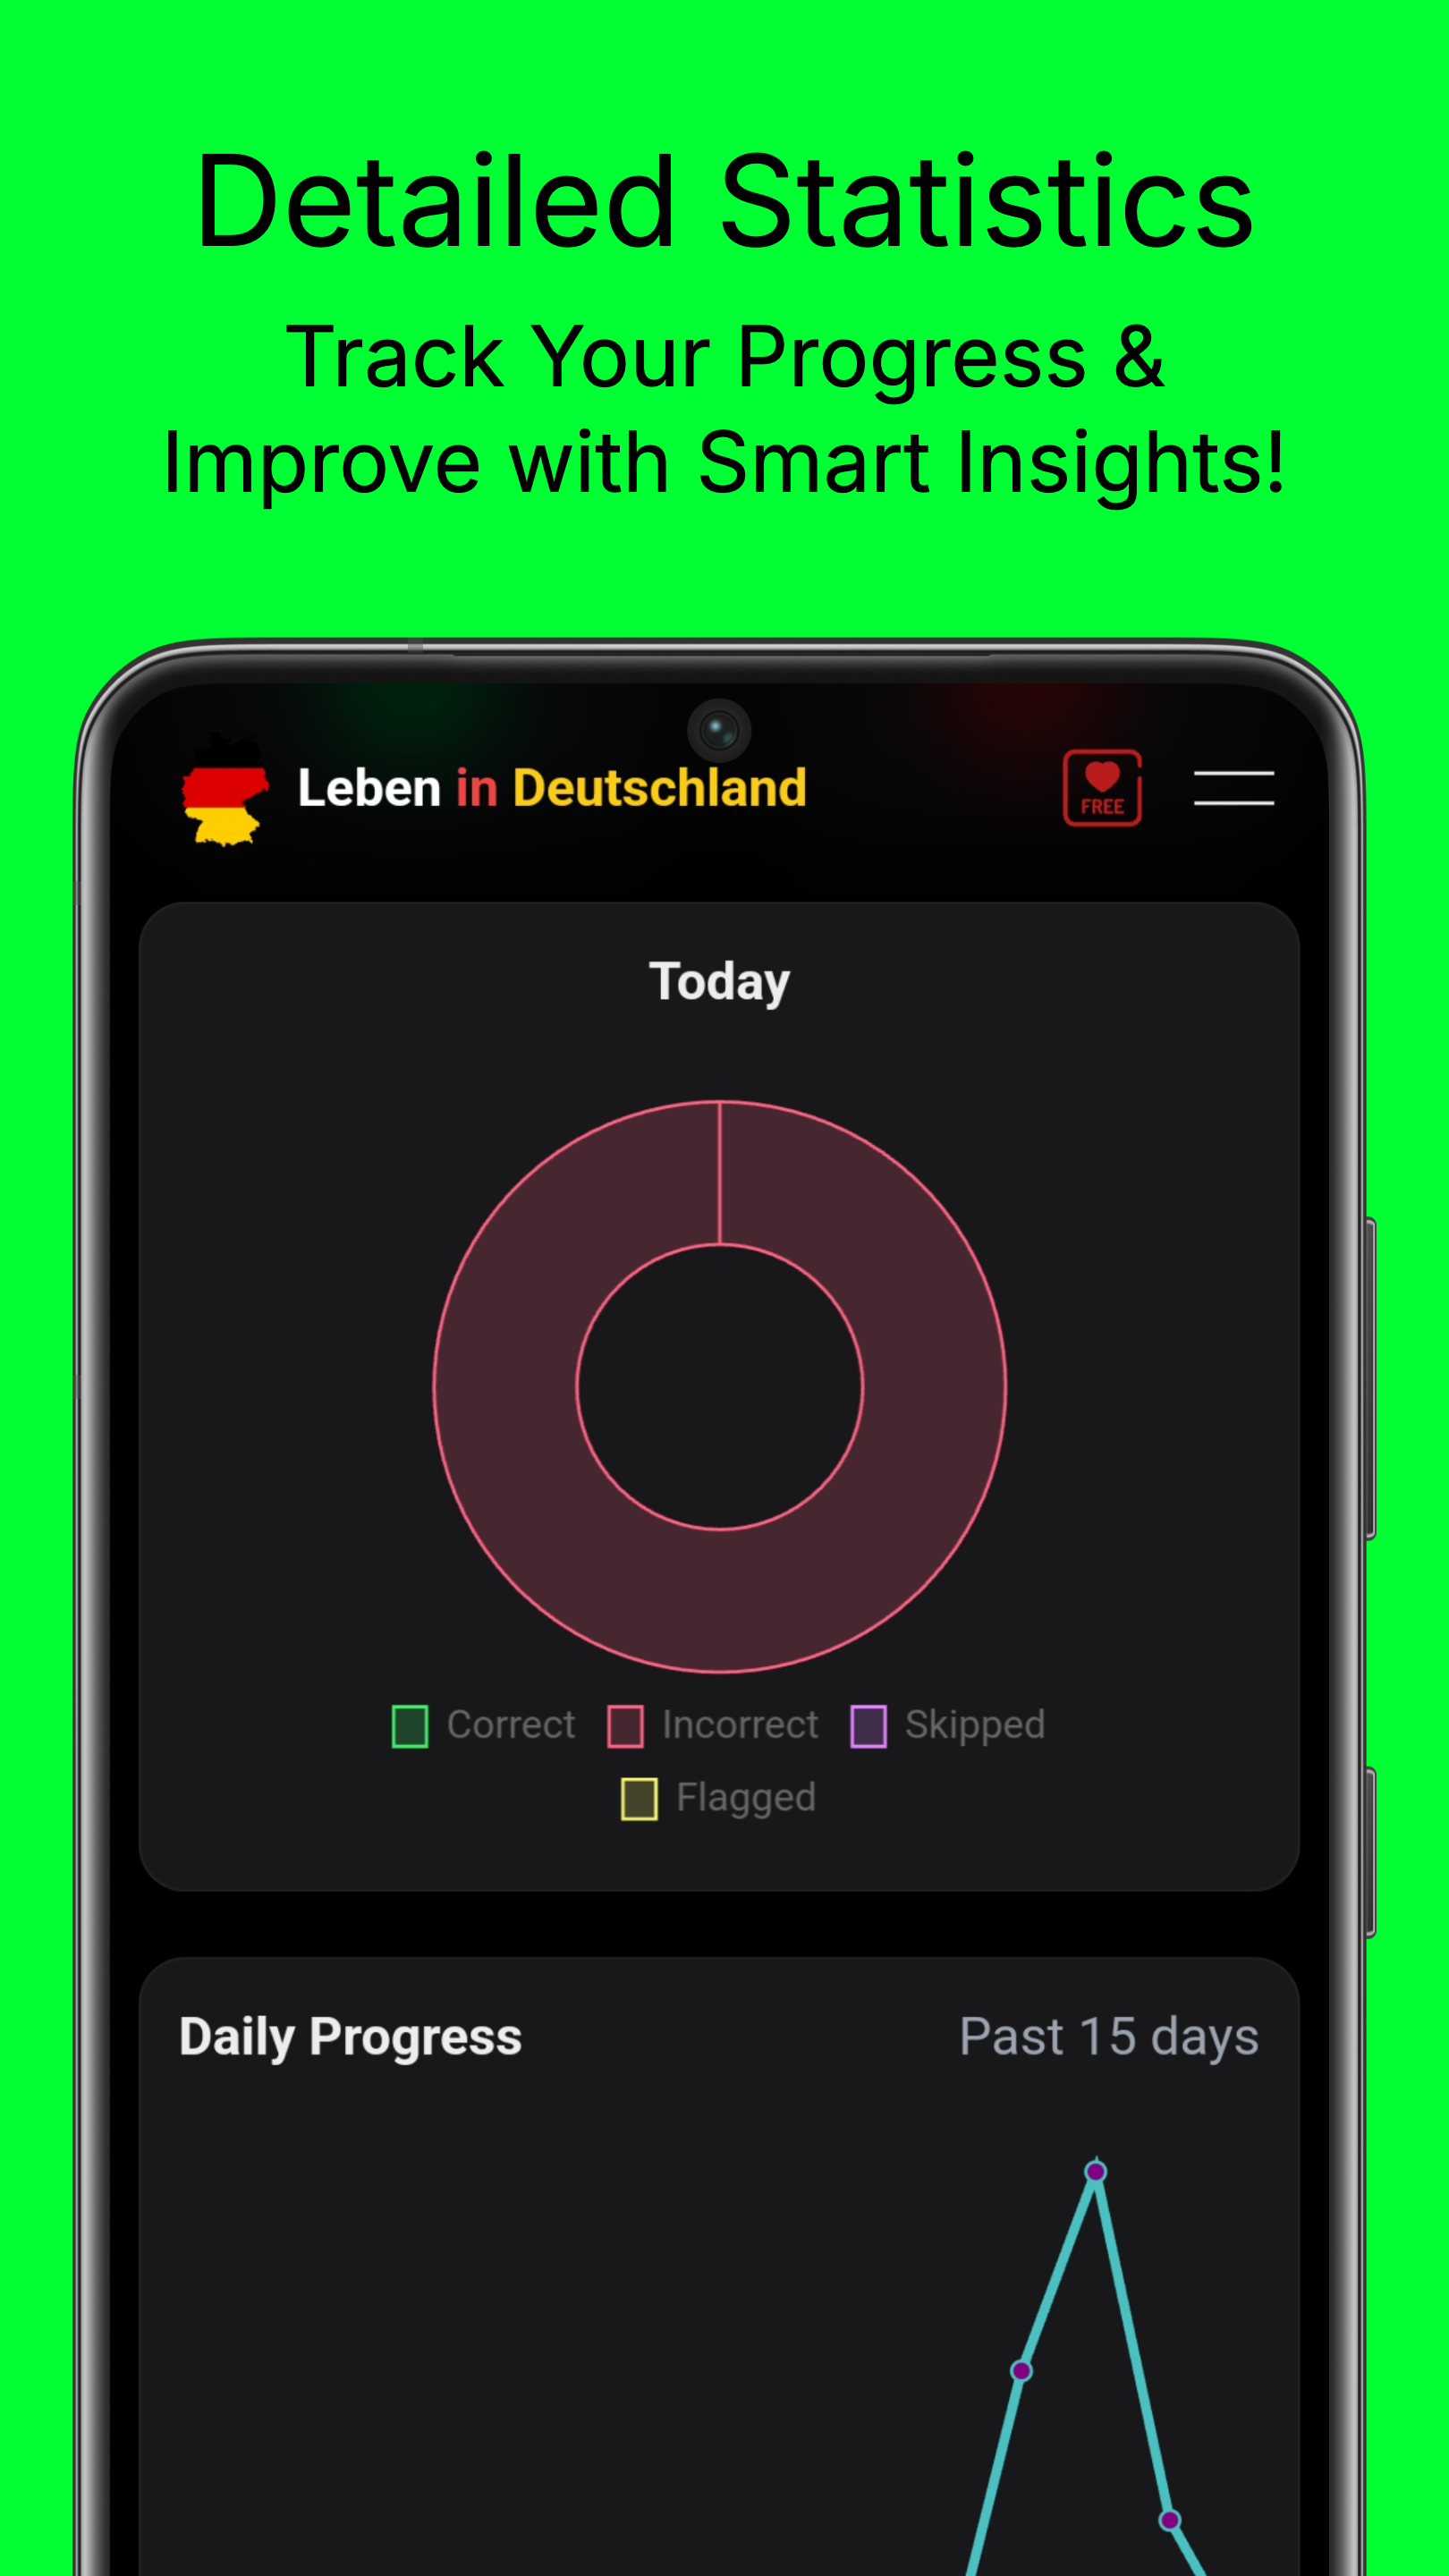 Detailed Statistics
Track Your Progress &
Improve with Smart Insights!
Leben in Deutschland
FREE
Today
Correct
Incorrect
Skipped
Flagged
Daily Progress
Past 15 days